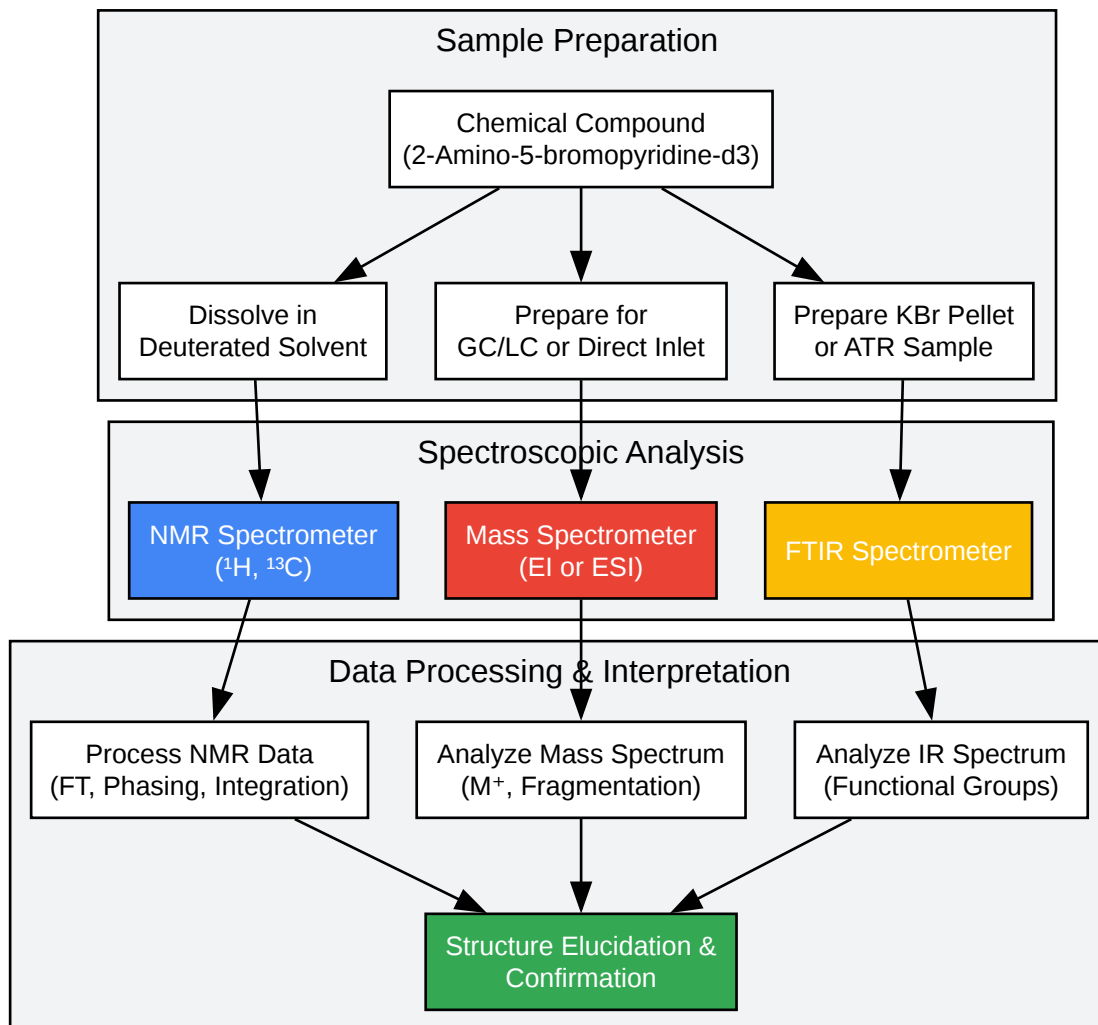 Sample Preparation
Chemical Compound
(2-Amino-5-bromopyridine-d3)
Dissolve in
Deuterated Solvent
Prepare for
GC/LC or Direct Inlet
Prepare KBr Pellet
or ATR Sample
Spectroscopic Analysis
NMR Spectrometer
(¹H, ¹³C)
Mass Spectrometer
(EI or ESI)
FTIR Spectrometer
Data Processing & Interpretation
Process NMR Data
(FT, Phasing, Integration)
Analyze Mass Spectrum
(M⁺, Fragmentation)
Analyze IR Spectrum
(Functional Groups)
Structure Elucidation &
Confirmation